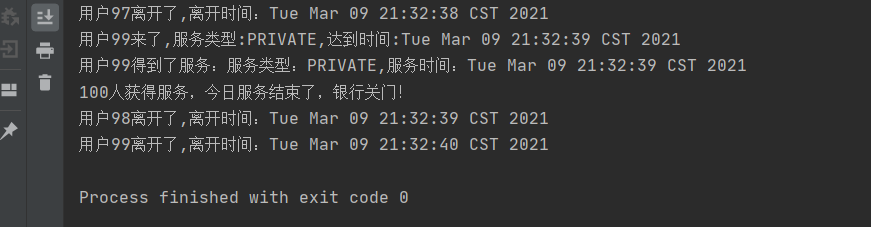 用户97离开了,离开时间：Tue Mar 09 21:32:38 CST 2021
用户99来了,服务类型:PRIVATE,达到时间:Tue Mar 09 21:32:39 CST 2021
用户99得到了服务：服务类型：PRIVATE,服务时间：Tue Mar 09 21:32:39 CST 2021
100人获得服务，今日服务结束了，银行关门!
用户98离开了,离开时间：Tue Mar 09 21:32:39 CST 2021
用户99离开了,离开时间：Tue Mar 09 21:32:40 CST 2021
Process finished with exit code 0